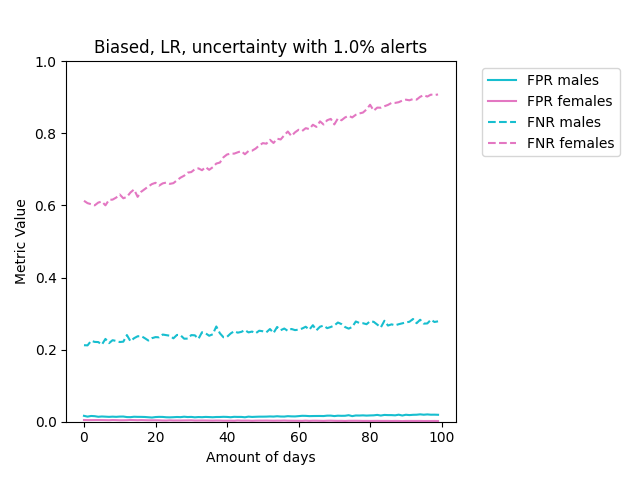 Biased, LR, uncertainty with 1.0% alerts
1.0
0.8
0.6
0.4
0.2
0.0
Metric Value
0 20 40 60 80 100
Amount of days
FPR males
FPR females
FNR males
FNR females